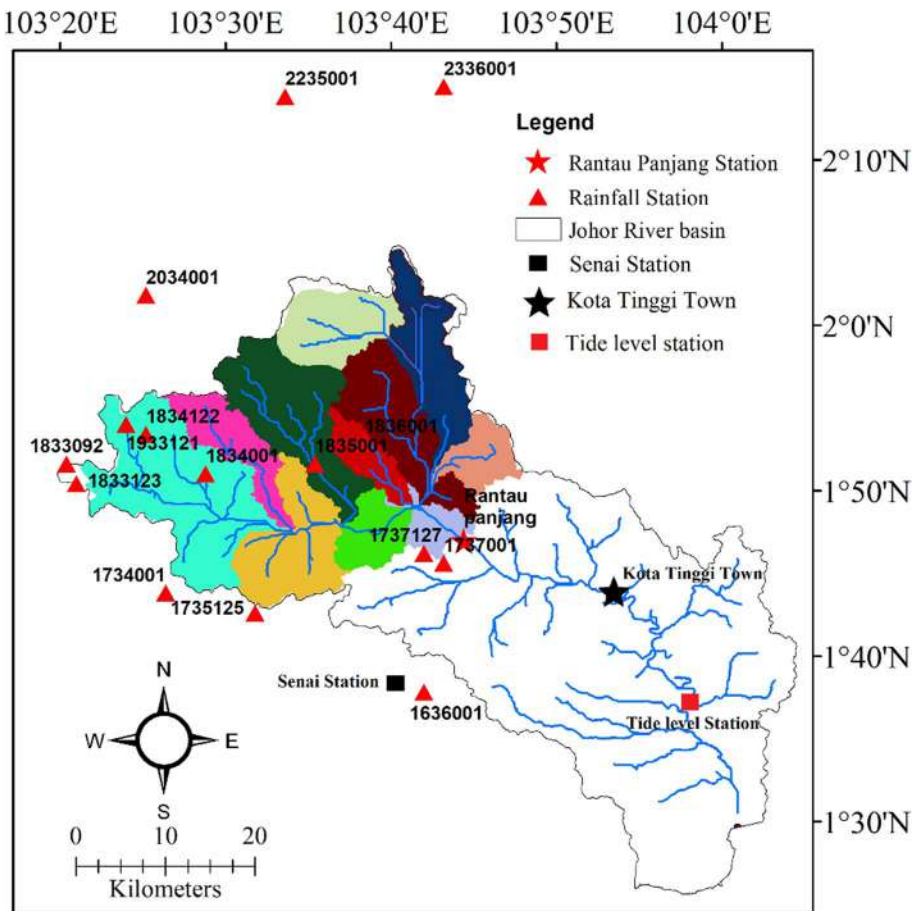 103°20'E 103°30'E 103°40'E 103°50'E 104°0'E
2235001
2336001
Legend
Rantau Panjang Station
Rainfall Station
Johor River basin
Senai Station
Kota Tinggi Town
Tide level station
2°10'N
2034001
2°0'N
1834122
1836001
1833092
1933121
1834001
1835001
1833123
1°50'N
Rantau
panjang
1737127
1737001
1734001
1735125
Kota Tinggi Town
1°40'N
Senai Station
1636001
Tide level Station
N
W E
S
1°30'N
0 10 20
Kilometers